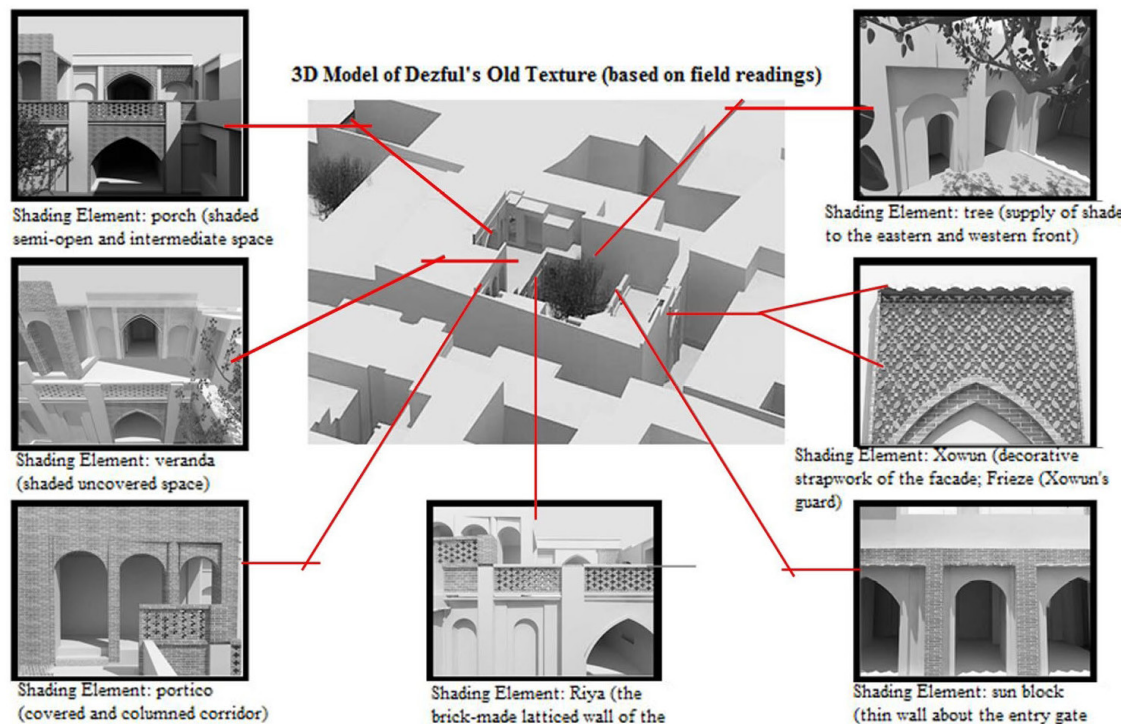 3D Model of Dezful's Old Texture (based on field readings)
Shading Element: porch (shaded
semi-open and intermediate space
Shading Element: tree (supply of shade
to the eastern and western front)
Shading Element: veranda
(shaded uncovered space)
Shading Element: Xowun (decorative
strapwork of the facade; Frieze (Xowun's
guard)
Shading Element: portico
(covered and columned corridor)
Shading Element: Riya (the
brick-made latticed wall of the
Shading Element: sun block
(thin wall about the entry gate